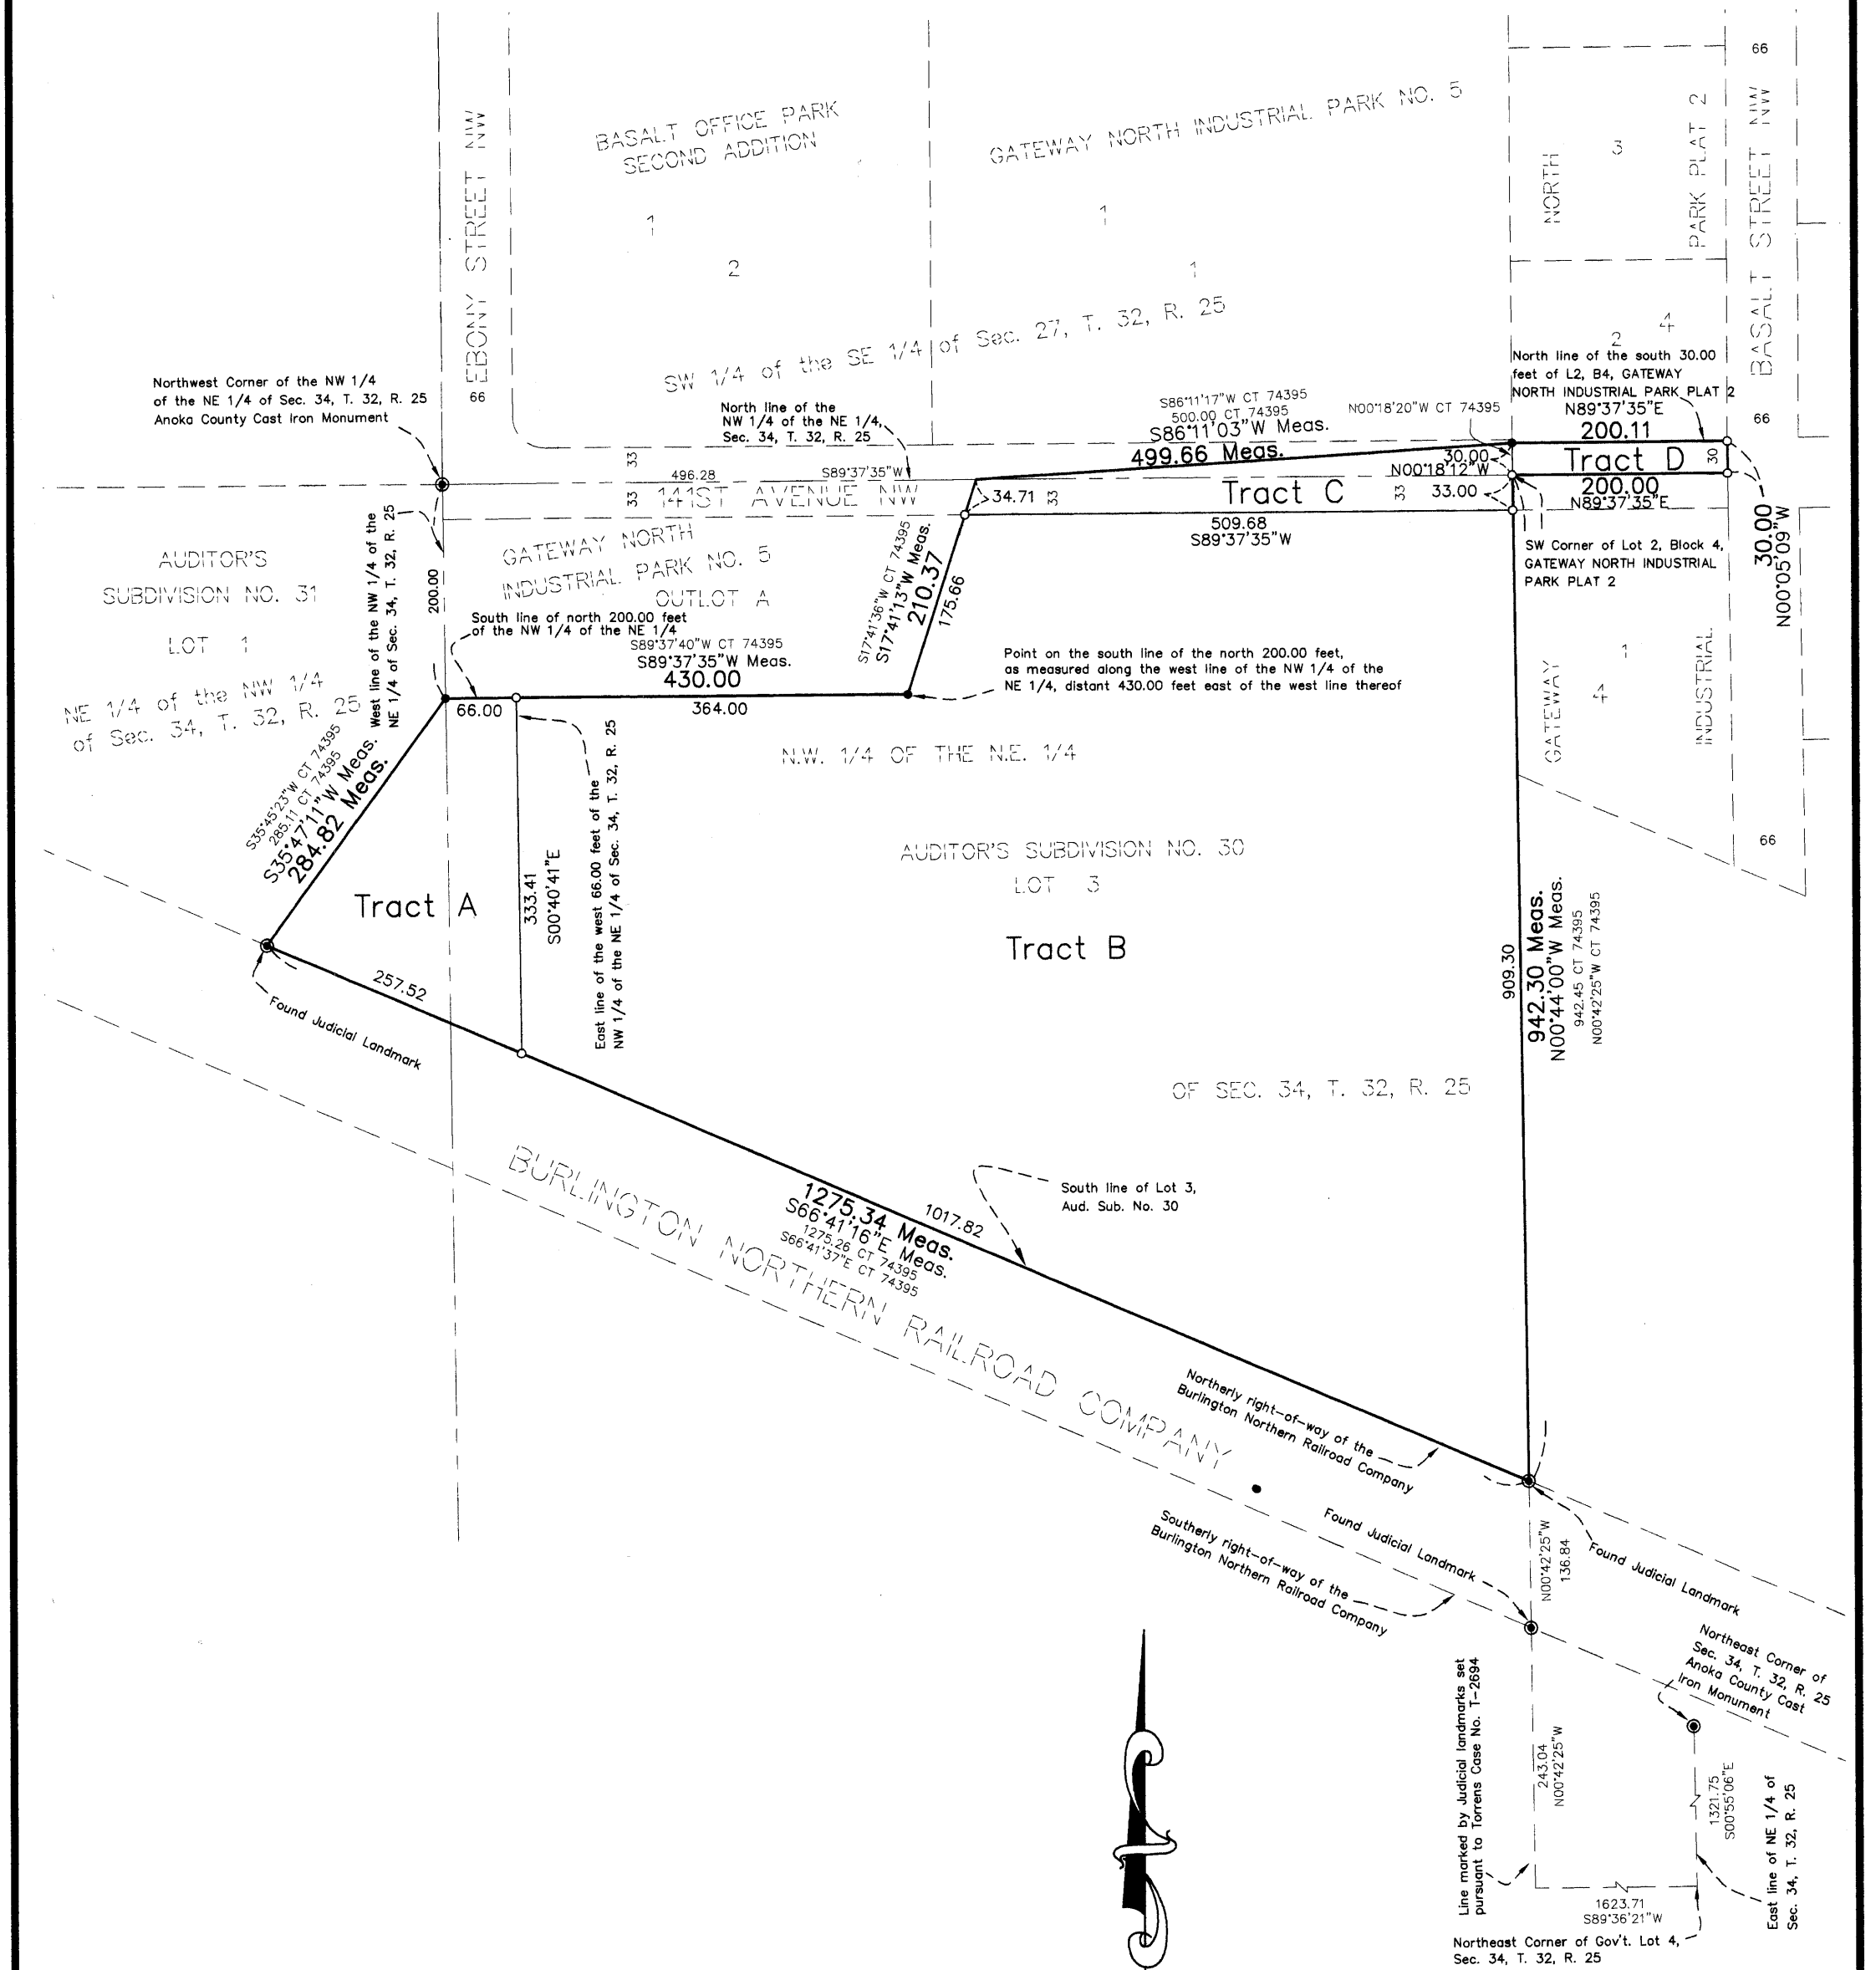 66
BASALT OFFICE PARK
SECOND ADDITION
1
2
GATEWAY NORTH INDUSTRIAL PARK NO. 5
1
1
EBONY STREET NW
66
NORTH
3
PARK PLAT 2
BASALT STREET NW
4
2
66
SW 1/4 of the SE 1/4 of Sec. 27, T. 32, R. 25
Northwest Corner of the NW 1/4
of the NE 1/4 of Sec. 34, T. 32, R. 25
Anoka County Cast Iron Monument
North line of the
NW 1/4 of the NE 1/4,
Sec. 34, T. 32, R. 25
S86°11'17"W CT 74395
500.00 CT 74395
S86°11'03"W Meas.
499.66 Meas.
N00°18'20"W CT 74395
North line of the south 30.00
feet of L2, B4, GATEWAY
NORTH INDUSTRIAL PARK PLAT 2
N89°37'35"E
200.11
30.00
N00°18'12"W
33.00
Tract D
30
200.00
N89°37'35"E
30.00
N00°05'09"W
33
33
496.28
S89°37'35"W
141ST AVENUE NW
34.71
33
Tract C
33
509.68
S89°37'35"W
SW Corner of Lot 2, Block 4,
GATEWAY NORTH INDUSTRIAL
PARK PLAT 2
AUDITOR'S
SUBDIVISION NO. 31
LOT 1
NE 1/4 of the NW 1/4
of Sec. 34, T. 32, R. 25
West line of the NW 1/4 of the
NE 1/4 of Sec. 34, T. 32, R. 25
200.00
GATEWAY NORTH
INDUSTRIAL PARK NO. 5
OUTLOT A
South line of north 200.00 feet
of the NW 1/4 of the NE 1/4
S89°37'40"W CT 74395
S89°37'35"W Meas.
430.00
66.00
364.00
S17°41'36"W CT 74395
S17°41'13"W Meas.
210.37
175.66
Point on the south line of the north 200.00 feet,
as measured along the west line of the NW 1/4 of the
NE 1/4, distant 430.00 feet east of the west line thereof
GATEWAY
1
4
INDUSTRIAL
66
N.W. 1/4 OF THE N.E. 1/4
S35°45'23"W CT 74395
285.11 CT 74395
S35°47'11"W Meas.
284.82 Meas.
Tract A
333.41
S00°40'41"E
East line of the west 66.00 feet of the
NW 1/4 of the NE 1/4 of Sec. 34, T. 32, R. 25
AUDITOR'S SUBDIVISION NO. 30
LOT 3
Tract B
909.30
942.30 Meas.
N00°44'00"W Meas.
942.45 CT 74395
N00°42'25"W CT 74395
257.52
Found Judicial Landmark
OF SEC. 34, T. 32, R. 25
BURLINGTON NORTHERN RAILROAD COMPANY
1275.34 Meas.
S66°41'16"E Meas.
1275.26 CT 74395
S66°41'37"E CT 74395
1017.82
South line of Lot 3,
Aud. Sub. No. 30
Northerly right-of-way of the
Burlington Northern Railroad Company
Southerly right-of-way of the
Burlington Northern Railroad Company
Found Judicial Landmark
N00°42'25"W
136.84
Found Judicial Landmark
Northeast Corner of
Sec. 34, T. 32, R. 25
Anoka County Cast
Iron Monument
Line marked by Judicial landmarks set
pursuant to Torrens Case No. T-2694
243.04
N00°42'25"W
1321.75
S00°55'06"E
East line of NE 1/4 of
Sec. 34, T. 32, R. 25
1623.71
S89°36'21"W
Northeast Corner of Gov't. Lot 4,
Sec. 34, T. 32, R. 25